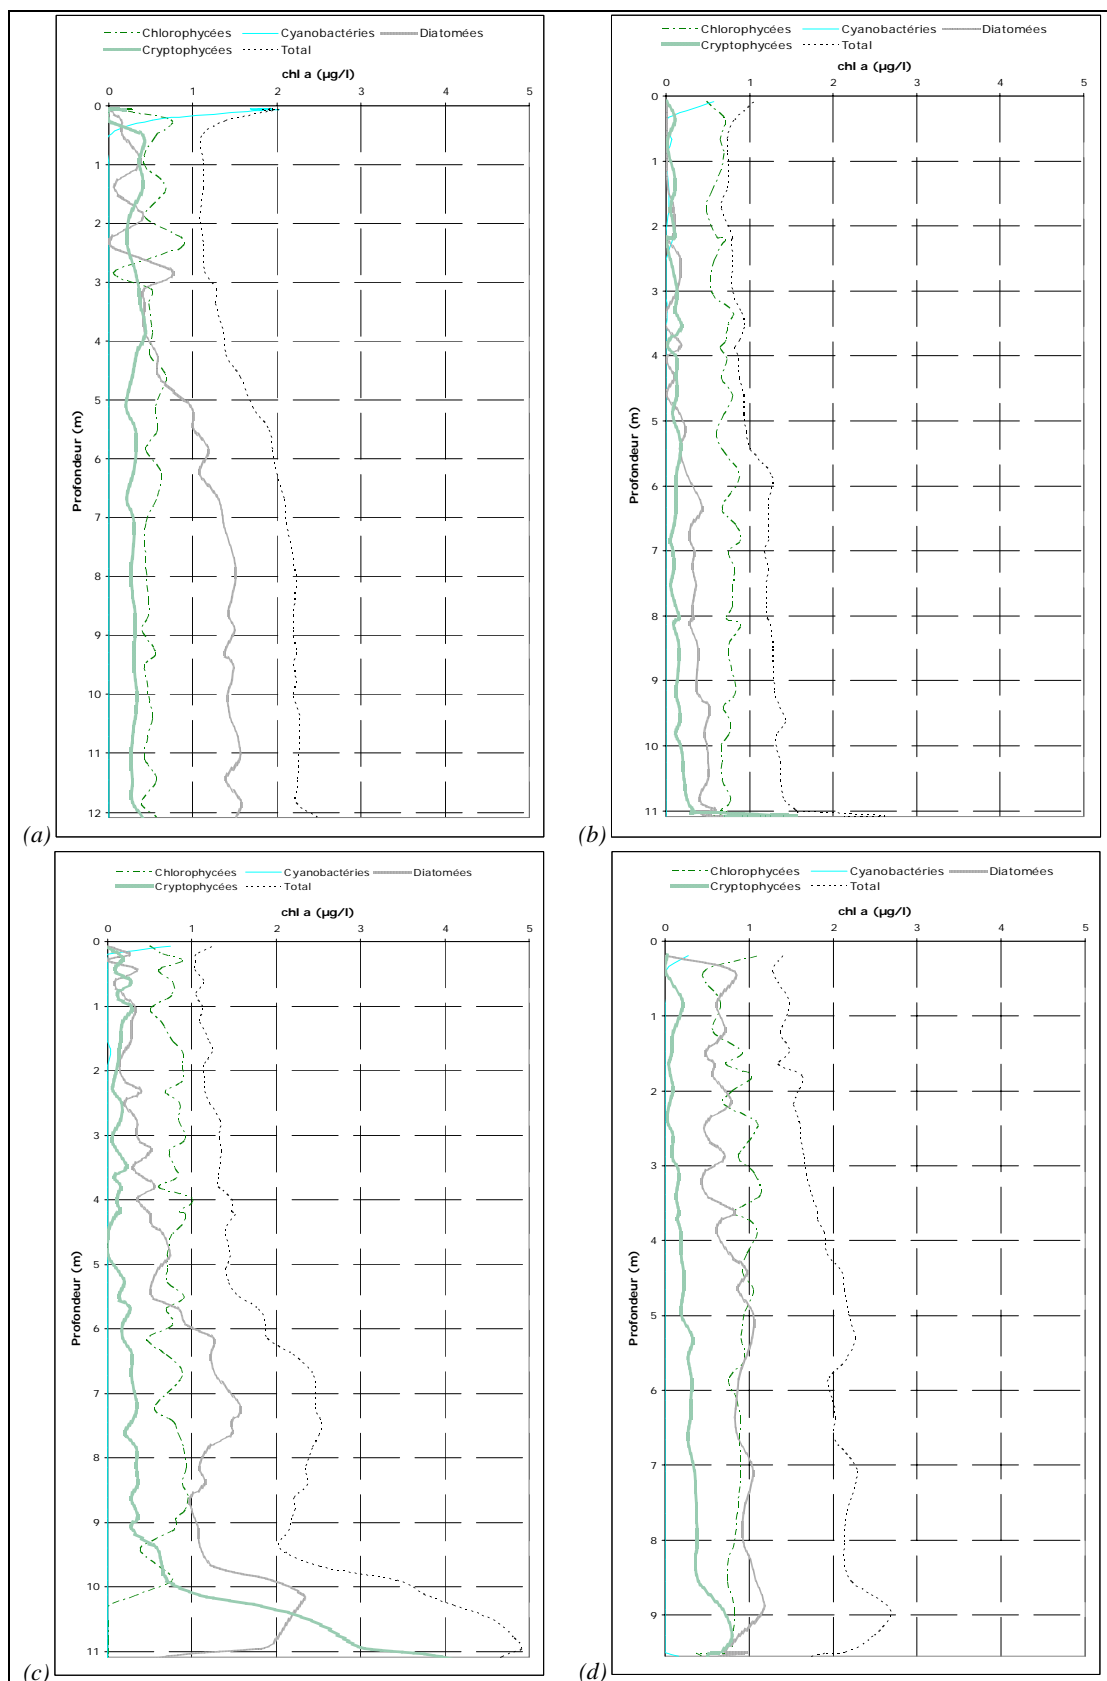 Chlorophycées Cyanobactéries Diatomées
Cryptophycées Total
chl a (µg/l)
0 1 2 3 4 5
Profondeur (m)
0
1
2
3
4
5
6
7
8
9
10
11
12
(a)
Chlorophycées Cyanobactéries Diatomées
Cryptophycées Total
chl a (µg/l)
0 1 2 3 4 5
Profondeur (m)
0
1
2
3
4
5
6
7
8
9
10
11
(b)
Chlorophycées Cyanobactéries Diatomées
Cryptophycées Total
chl a (µg/l)
0 1 2 3 4 5
Profondeur (m)
0
1
2
3
4
5
6
7
8
9
10
11
(c)
Chlorophycées Cyanobactéries Diatomées
Cryptophycées Total
chl a (µg/l)
0 1 2 3 4 5
Profondeur (m)
0
1
2
3
4
5
6
7
8
9
(d)